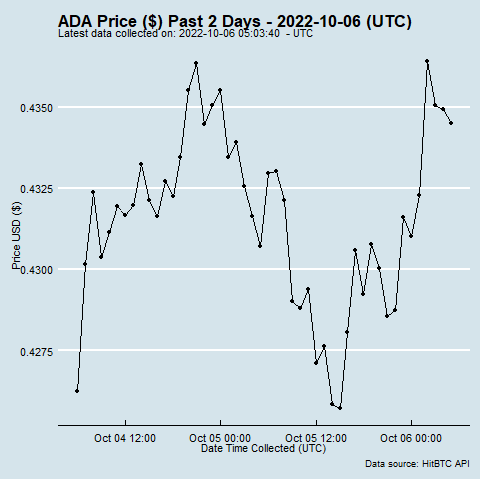 ADA Price ($) Past 2 Days - 2022-10-06 (UTC)
Latest data collected on: 2022-10-06 05:03:40 - UTC
Price USD ($)
0.4350
0.4325
0.4300
0.4275
Oct 04 12:00 Oct 05 00:00 Oct 05 12:00 Oct 06 00:00
Date Time Collected (UTC)
Data source: HitBTC API